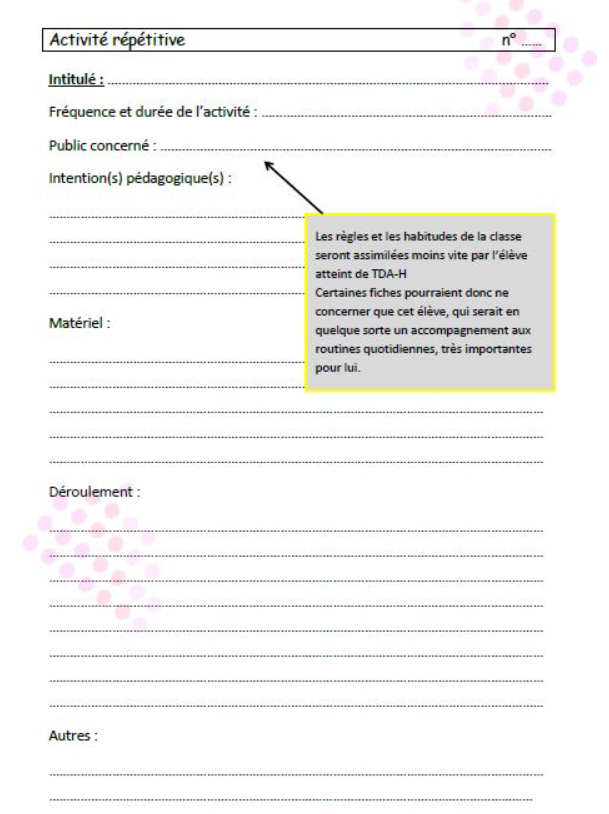 Activité répétitive n° ......
Intitulé : ..........
Fréquence et durée de l'activité : ..........
Public concerné : ..........
Intention(s) pédagogique(s) :
Les règles et les habitudes de la classe
seront assimilées moins vite par l'élève
atteint de TDA-H
Certaines fiches pourraient donc ne
concerner que cet élève, qui serait en
quelque sorte un accompagnement aux
routines quotidiennes, très importantes
pour lui.
Matériel :
Déroulement :
Autres :